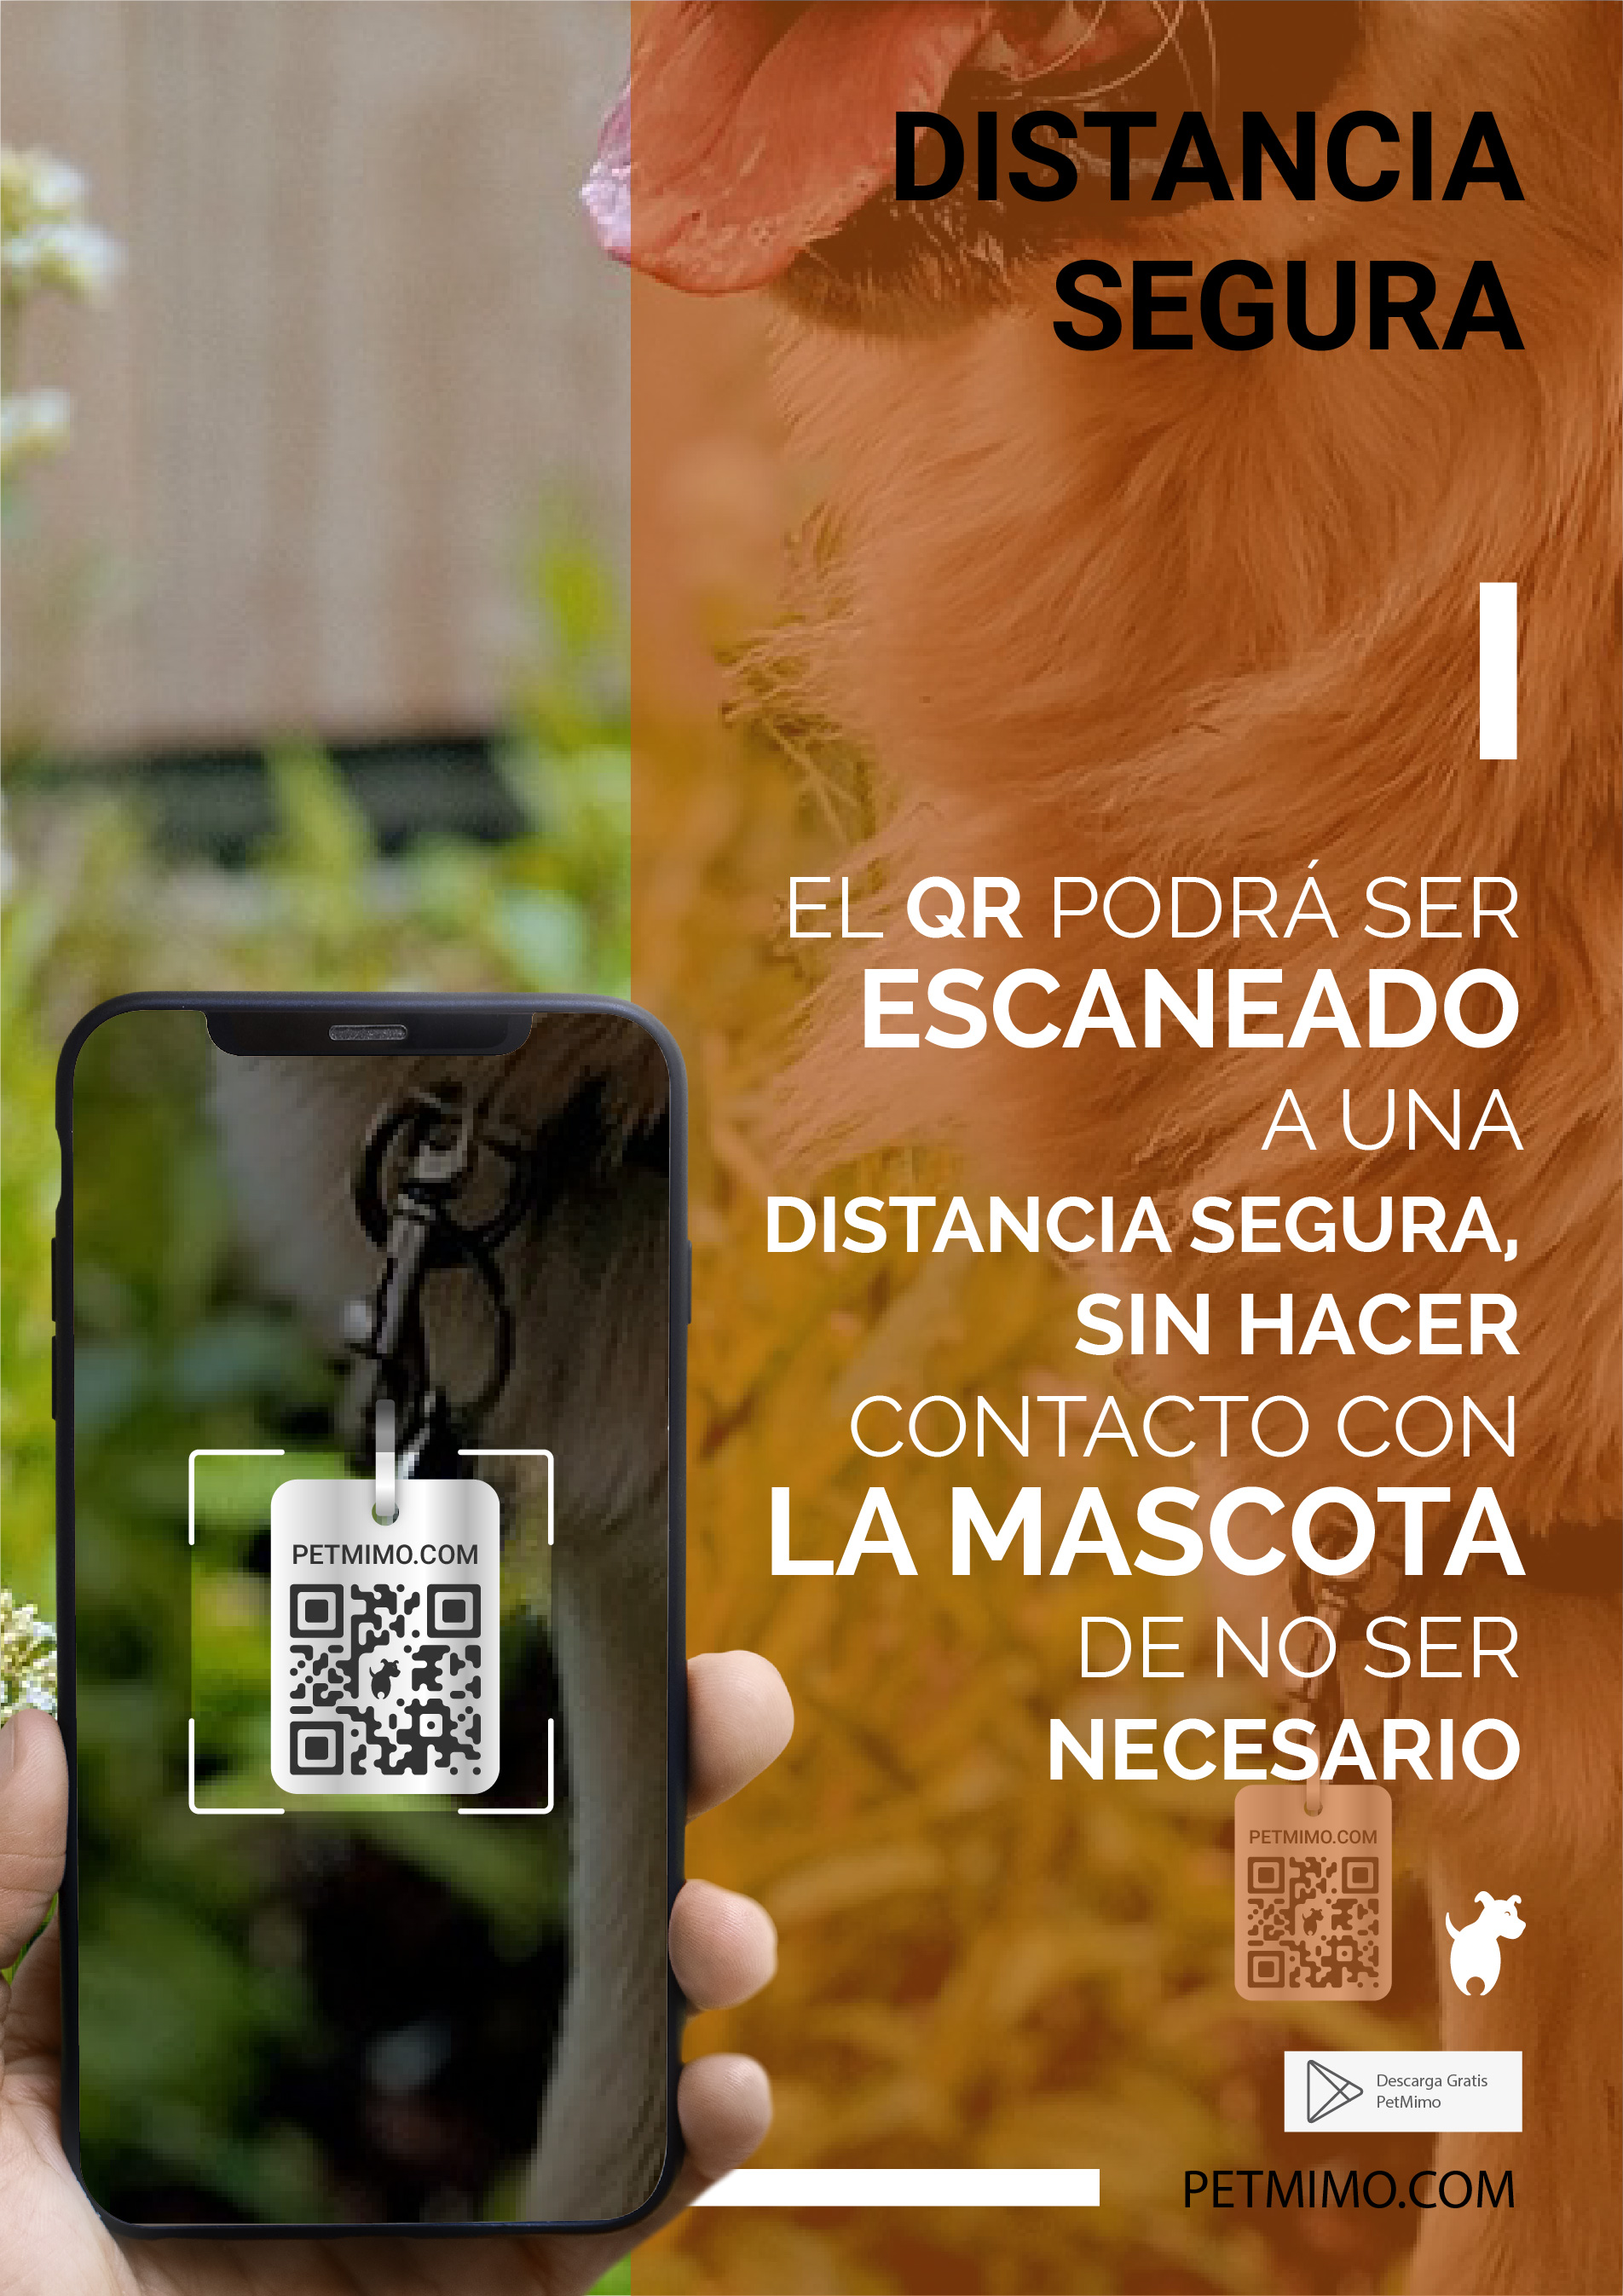 DISTANCIA
SEGURA
EL QR PODRÁ SER
ESCANEADO
A UNA
DISTANCIA SEGURA,
SIN HACER
CONTACTO CON
LA MASCOTA
DE NO SER
NECESARIO
PETMIMO.COM
PETMIMO.COM
Descarga Gratis
PetMimo
PETMIMO.COM